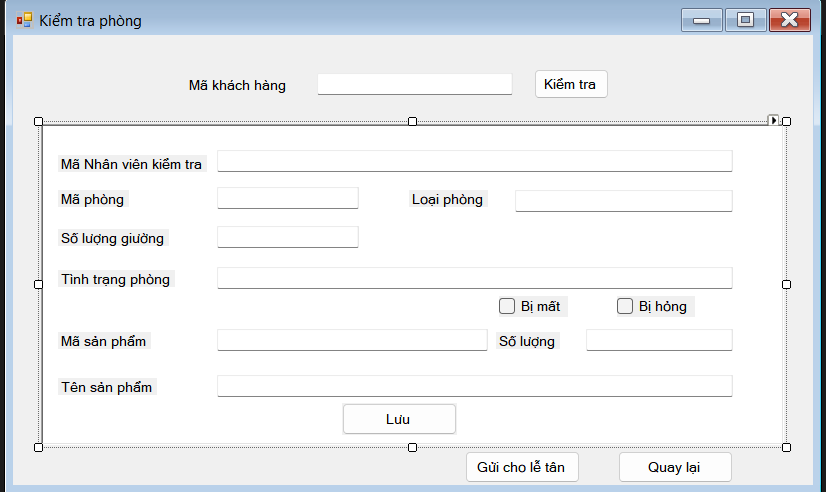 Kiểm tra phòng
Mã khách hàng
Kiểm tra
Mã Nhân viên kiểm tra
Mã phòng
Loại phòng
Số lượng giường
Tình trạng phòng
Bị mất
Bị hỏng
Mã sản phẩm
Số lượng
Tên sản phẩm
Lưu
Gửi cho lễ tân
Quay lại